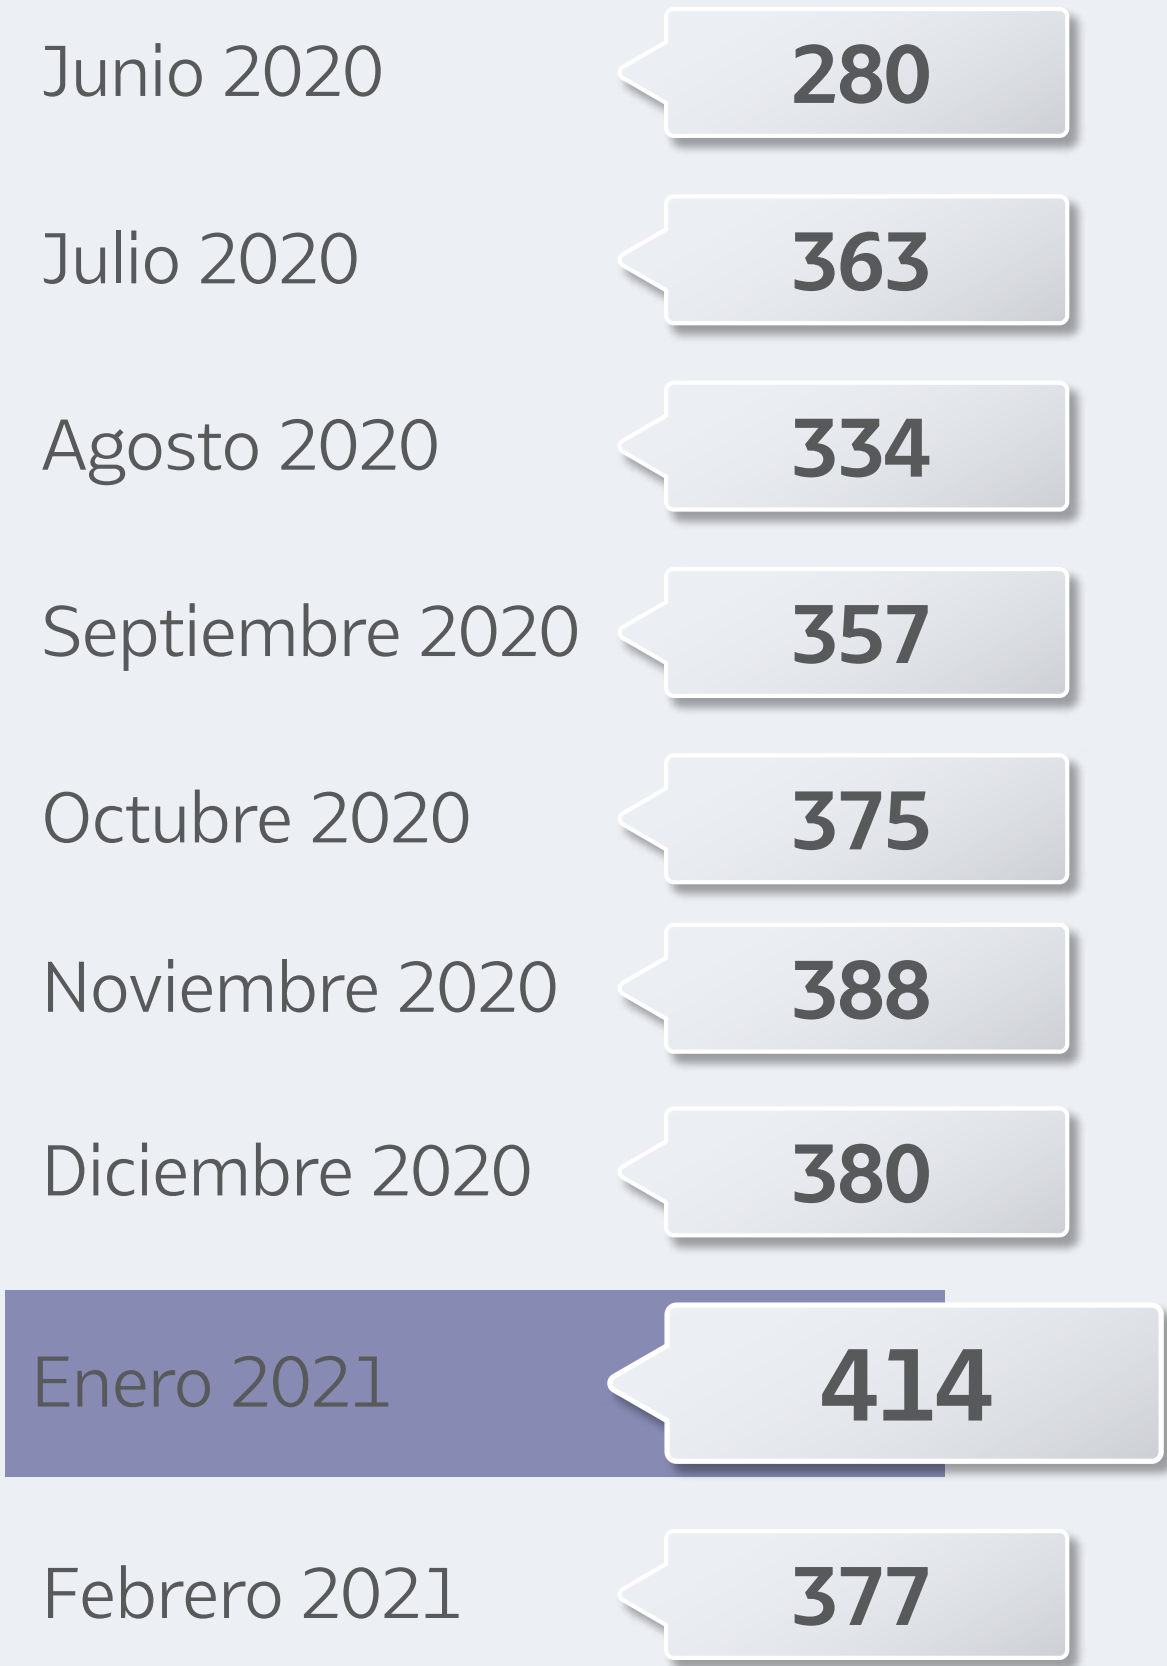 Junio 2020 280
Julio 2020 363
Agosto 2020 334
Septiembre 2020 357
Octubre 2020 375
Noviembre 2020 388
Diciembre 2020 380
Enero 2021 414
Febrero 2021 377